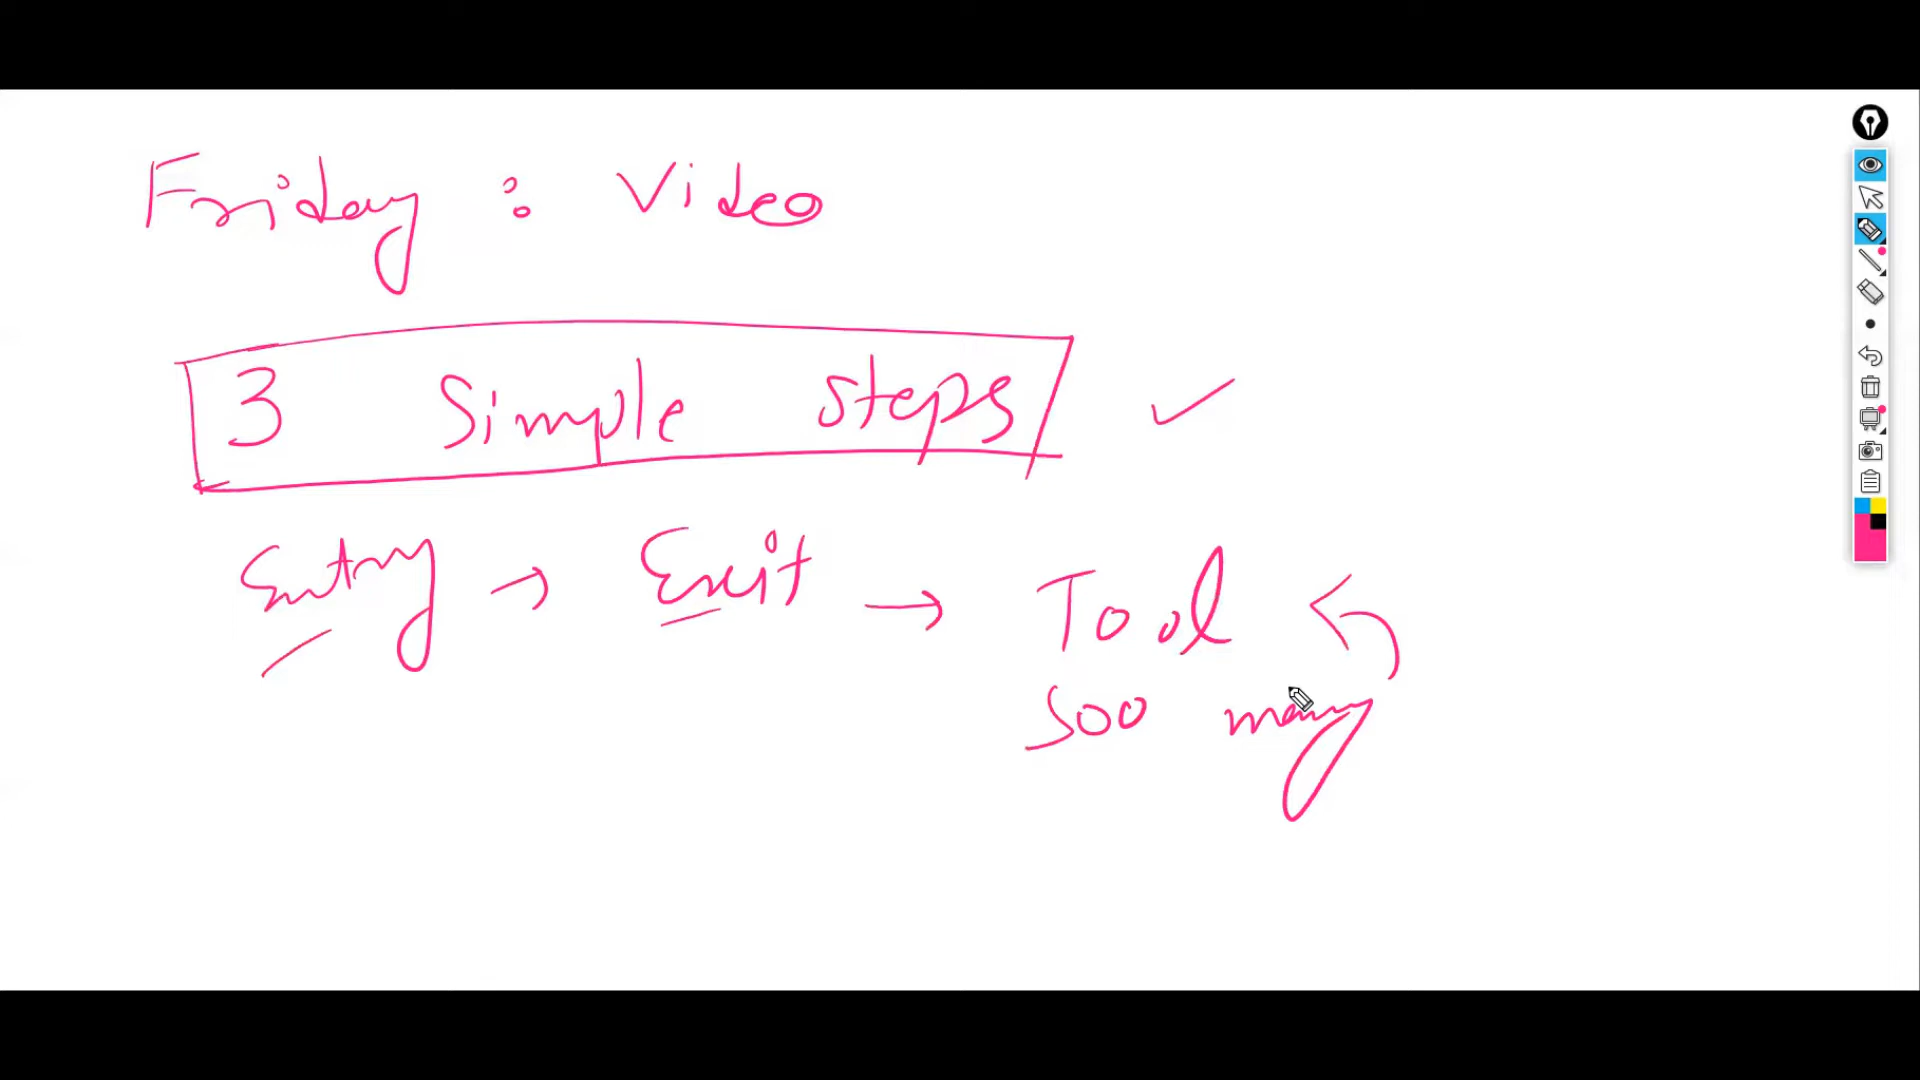 Friday : Video
3 Simple steps
Entry → Exit → Tool
Soo many